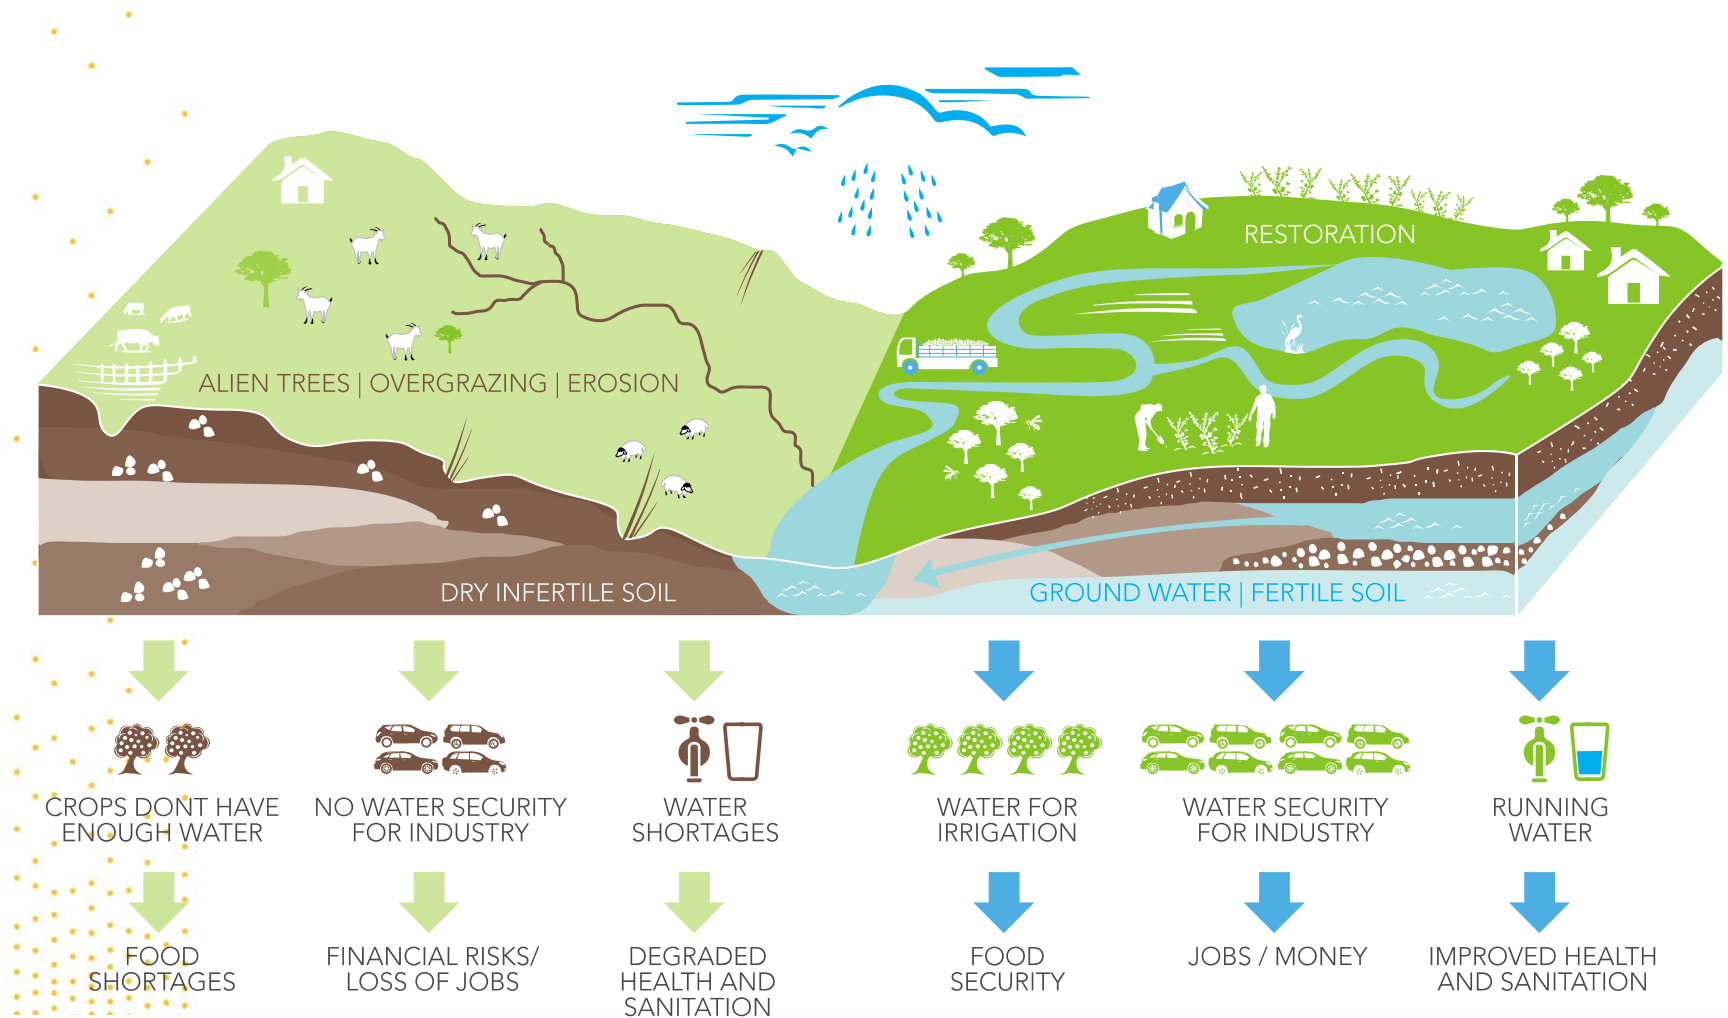 RESTORATION
ALIEN TREES | OVERGRAZING | EROSION
DRY INFERTILE SOIL
GROUND WATER | FERTILE SOIL
CROPS DONT HAVE
ENOUGH WATER
NO WATER SECURITY
FOR INDUSTRY
WATER
SHORTAGES
WATER FOR
IRRIGATION
WATER SECURITY
FOR INDUSTRY
RUNNING
WATER
FOOD
SHORTAGES
FINANCIAL RISKS/
LOSS OF JOBS
DEGRADED
HEALTH AND
SANITATION
FOOD
SECURITY
JOBS / MONEY
IMPROVED HEALTH
AND SANITATION